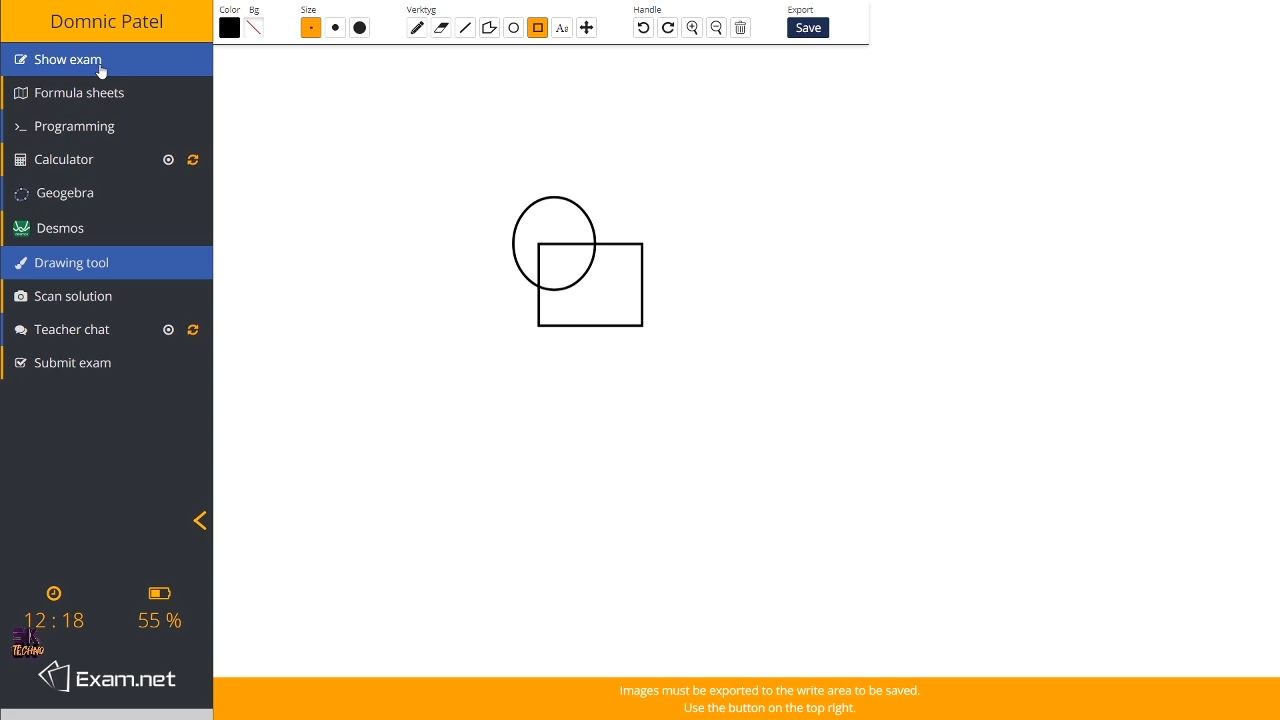 Domnic Patel
Show exam
Formula sheets
Programming
Calculator
Geogebra
Desmos
Drawing tool
Scan solution
Teacher chat
Submit exam
12 : 18
55 %
TECHNO
Exam.net
Color Bg Size Verktyg Handle Export
Aa
Save
Images must be exported to the write area to be saved.
Use the button on the top right.